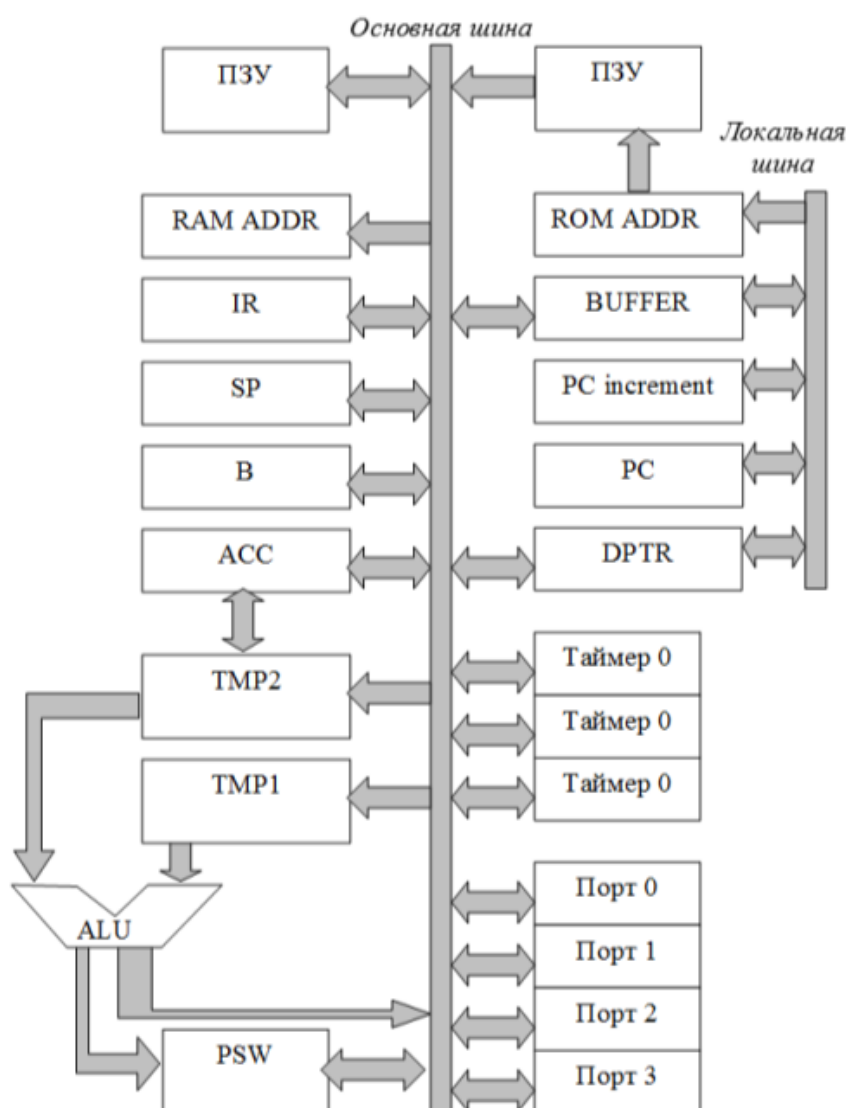 Основная шина
ПЗУ
ПЗУ
Локальная
шина
RAM ADDR
ROM ADDR
IR
BUFFER
SP
PC increment
B
PC
ACC
DPTR
TMP2
Таймер 0
Таймер 0
TMP1
Таймер 0
ALU
Порт 0
Порт 1
Порт 2
PSW
Порт 3